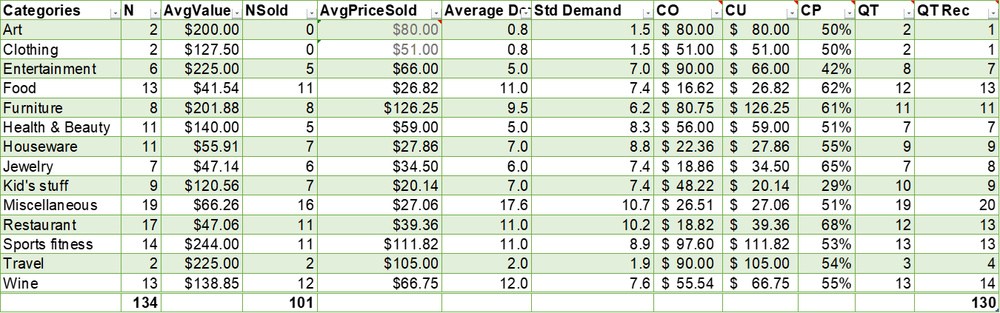 Categories N AvgValue NSold AvgPriceSold Average De Std Demand CO CU CP QT QT Rec
Art 2 $200.00 0 $80.00 0.8 1.5 $ 80.00 $ 80.00 50% 2 1
Clothing 2 $127.50 0 $51.00 0.8 1.5 $ 51.00 $ 51.00 50% 2 1
Entertainment 6 $225.00 5 $66.00 5.0 7.0 $ 90.00 $ 66.00 42% 8 7
Food 13 $41.54 11 $26.82 11.0 7.4 $ 16.62 $ 26.82 62% 12 13
Furniture 8 $201.88 8 $126.25 9.5 6.2 $ 80.75 $ 126.25 61% 11 11
Health & Beauty 11 $140.00 5 $59.00 5.0 8.3 $ 56.00 $ 59.00 51% 7 7
Houseware 11 $55.91 7 $27.86 7.0 8.8 $ 22.36 $ 27.86 55% 9 9
Jewelry 7 $47.14 6 $34.50 6.0 7.4 $ 18.86 $ 34.50 65% 7 8
Kid's stuff 9 $120.56 7 $20.14 7.0 7.4 $ 48.22 $ 20.14 29% 10 9
Miscellaneous 19 $66.26 16 $27.06 17.6 10.7 $ 26.51 $ 27.06 51% 19 20
Restaurant 17 $47.06 11 $39.36 11.0 10.2 $ 18.82 $ 39.36 68% 12 13
Sports fitness 14 $244.00 11 $111.82 11.0 8.9 $ 97.60 $ 111.82 53% 13 13
Travel 2 $225.00 2 $105.00 2.0 1.9 $ 90.00 $ 105.00 54% 3 4
Wine 13 $138.85 12 $66.75 12.0 7.6 $ 55.54 $ 66.75 55% 13 14
134 101 130